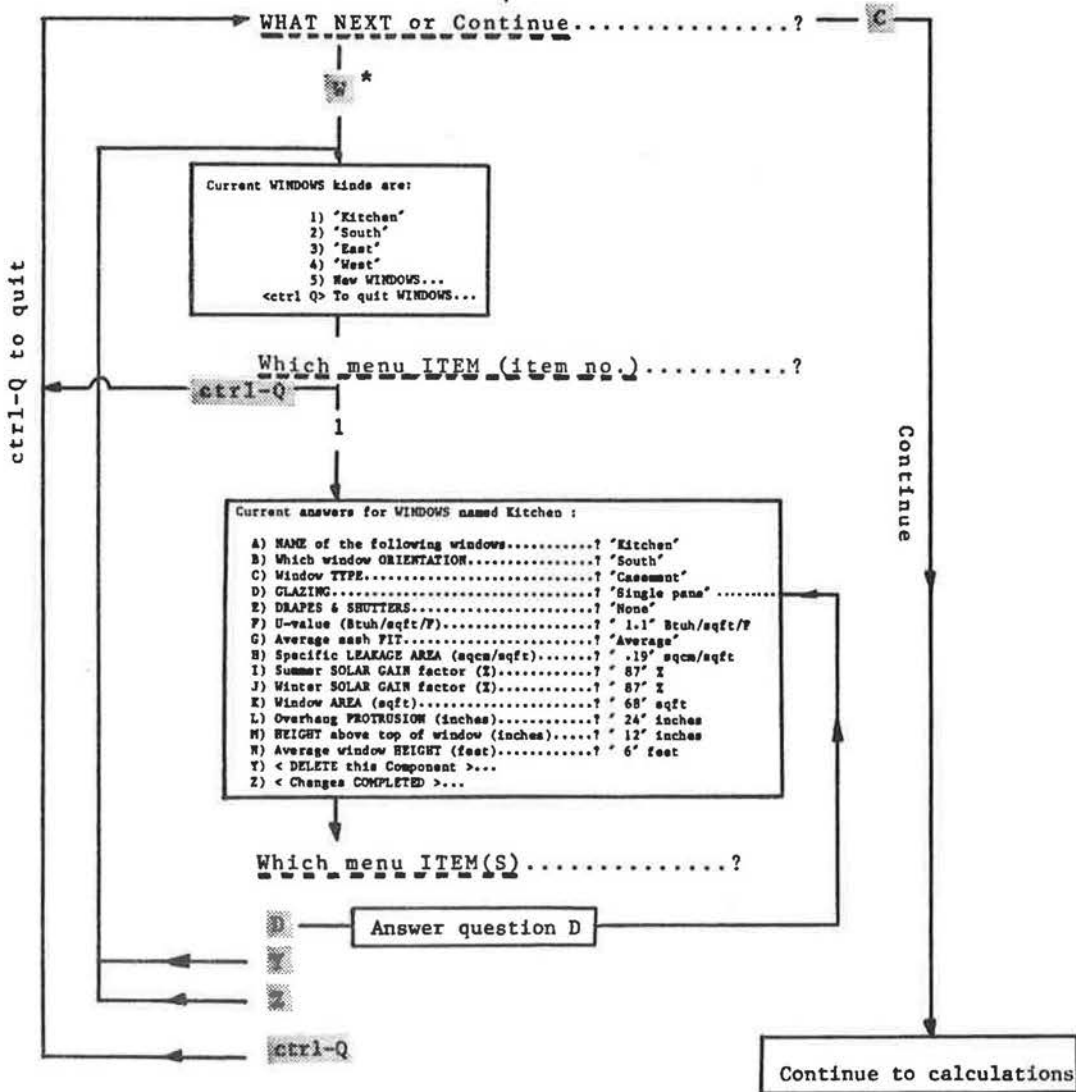 WHAT NEXT or Continue...............? C
W *
Current WINDOWS kinds are:
1) "Kitchen"
2) "South"
3) "East"
4) "West"
5) New WINDOWS...
<ctrl Q> To quit WINDOWS...
ctrl-Q to quit
Which menu ITEM (item no.)..........?
ctrl-Q
1
Continue
Current answers for WINDOWS named Kitchen :
A) NAME of the following windows...........? "Kitchen"
B) Which window ORIENTATION...............? "South"
C) Window TYPE............................? "Casement"
D) GLAZING................................? "Single pane"
E) DRAPES & SHUTTERS......................? "None"
F) U-value (Btuh/sqft/F)..................? " 1.1" Btuh/sqft/F
G) Average sash FIT.......................? "Average"
H) Specific LEAKAGE AREA (sqcm/sqft)......? " .19" sqcm/sqft
I) Summer SOLAR GAIN factor (%)...........? " 87" %
J) Winter SOLAR GAIN factor (%)...........? " 87" %
K) Window AREA (sqft).....................? " 68" sqft
L) Overhang PROTRUSION (inches)...........? " 24" inches
M) HEIGHT above top of window (inches)....? " 12" inches
N) Average window HEIGHT (feet)...........? " 6" feet
Y) < DELETE this Component >...
Z) < Changes COMPLETED >...
Which menu ITEM(S)..............?
D Answer question D
Y
Z
ctrl-Q
Continue to calculations